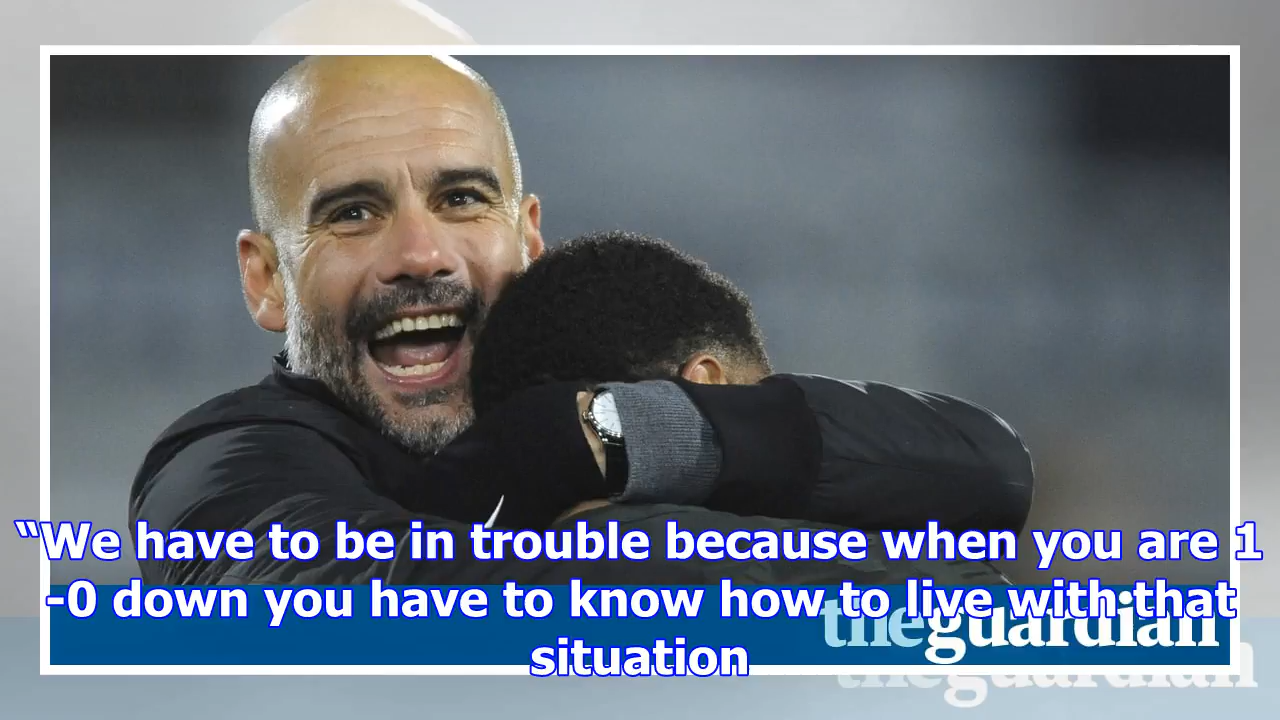 “We have to be in trouble because when you are 1
-0 down you have to know how to live with that
situation
theguardian
theguardian